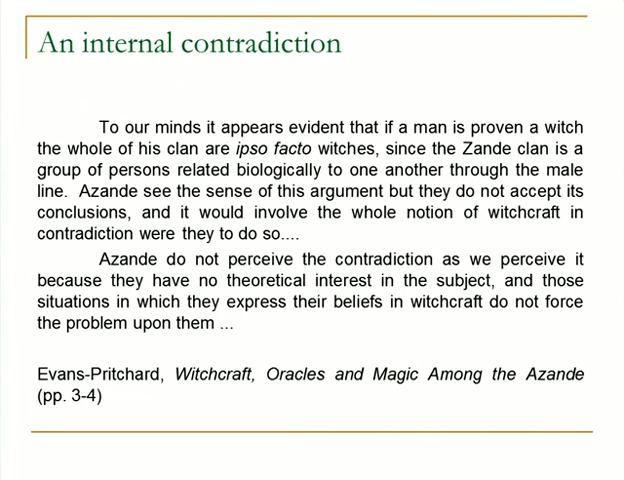 An internal contradiction
To our minds it appears evident that if a man is proven a witch
the whole of his clan are ipso facto witches, since the Zande clan is a
group of persons related biologically to one another through the male
line. Azande see the sense of this argument but they do not accept its
conclusions, and it would involve the whole notion of witchcraft in
contradiction were they to do so....
Azande do not perceive the contradiction as we perceive it
because they have no theoretical interest in the subject, and those
situations in which they express their beliefs in witchcraft do not force
the problem upon them ...
Evans-Pritchard, Witchcraft, Oracles and Magic Among the Azande
(pp. 3-4)